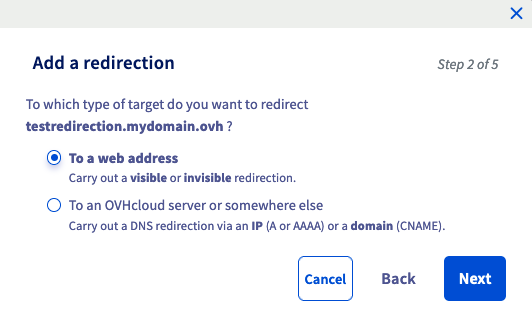 Add a redirection
Step 2 of 5
To which type of target do you want to redirect
testredirection.mydomain.ovh ?
To a web address
Carry out a visible or invisible redirection.
To an OVHcloud server or somewhere else
Carry out a DNS redirection via an IP (A or AAAA) or a domain (CNAME).
Cancel
Back
Next